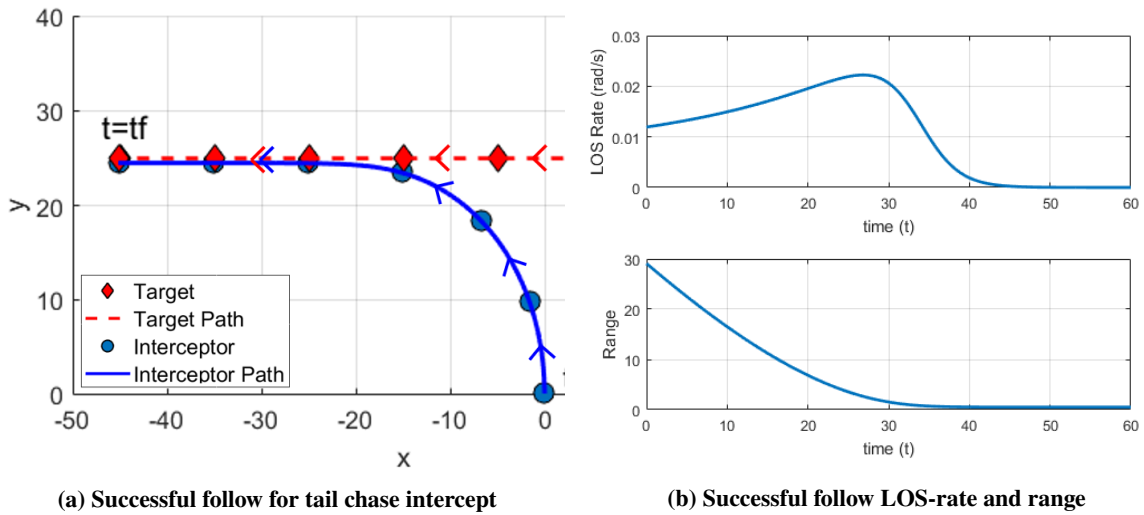 40
30
20
10
0
y
t=tf
Target
Target Path
Interceptor
Interceptor Path
-50 -40 -30 -20 -10 0
x
(a) Successful follow for tail chase intercept
0.03
0.02
0.01
0
LOS Rate (rad/s)
0 10 20 30 40 50 60
time (t)
30
20
10
0
Range
0 10 20 30 40 50 60
time (t)
(b) Successful follow LOS-rate and range